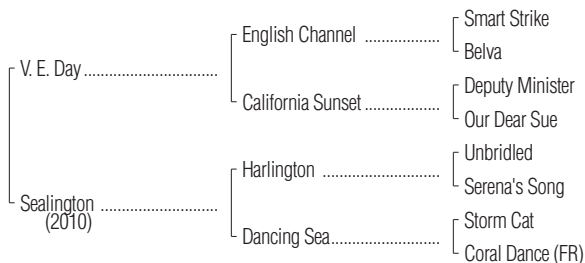 Smart Strike
English Channel ..................
Belva
V. E. Day ................................
Deputy Minister
California Sunset ..................
Our Dear Sue
Unbridled
Harlington ............................
Serena's Song
Sealington ............................
(2010)
Storm Cat
Dancing Sea..........................
Coral Dance (FR)